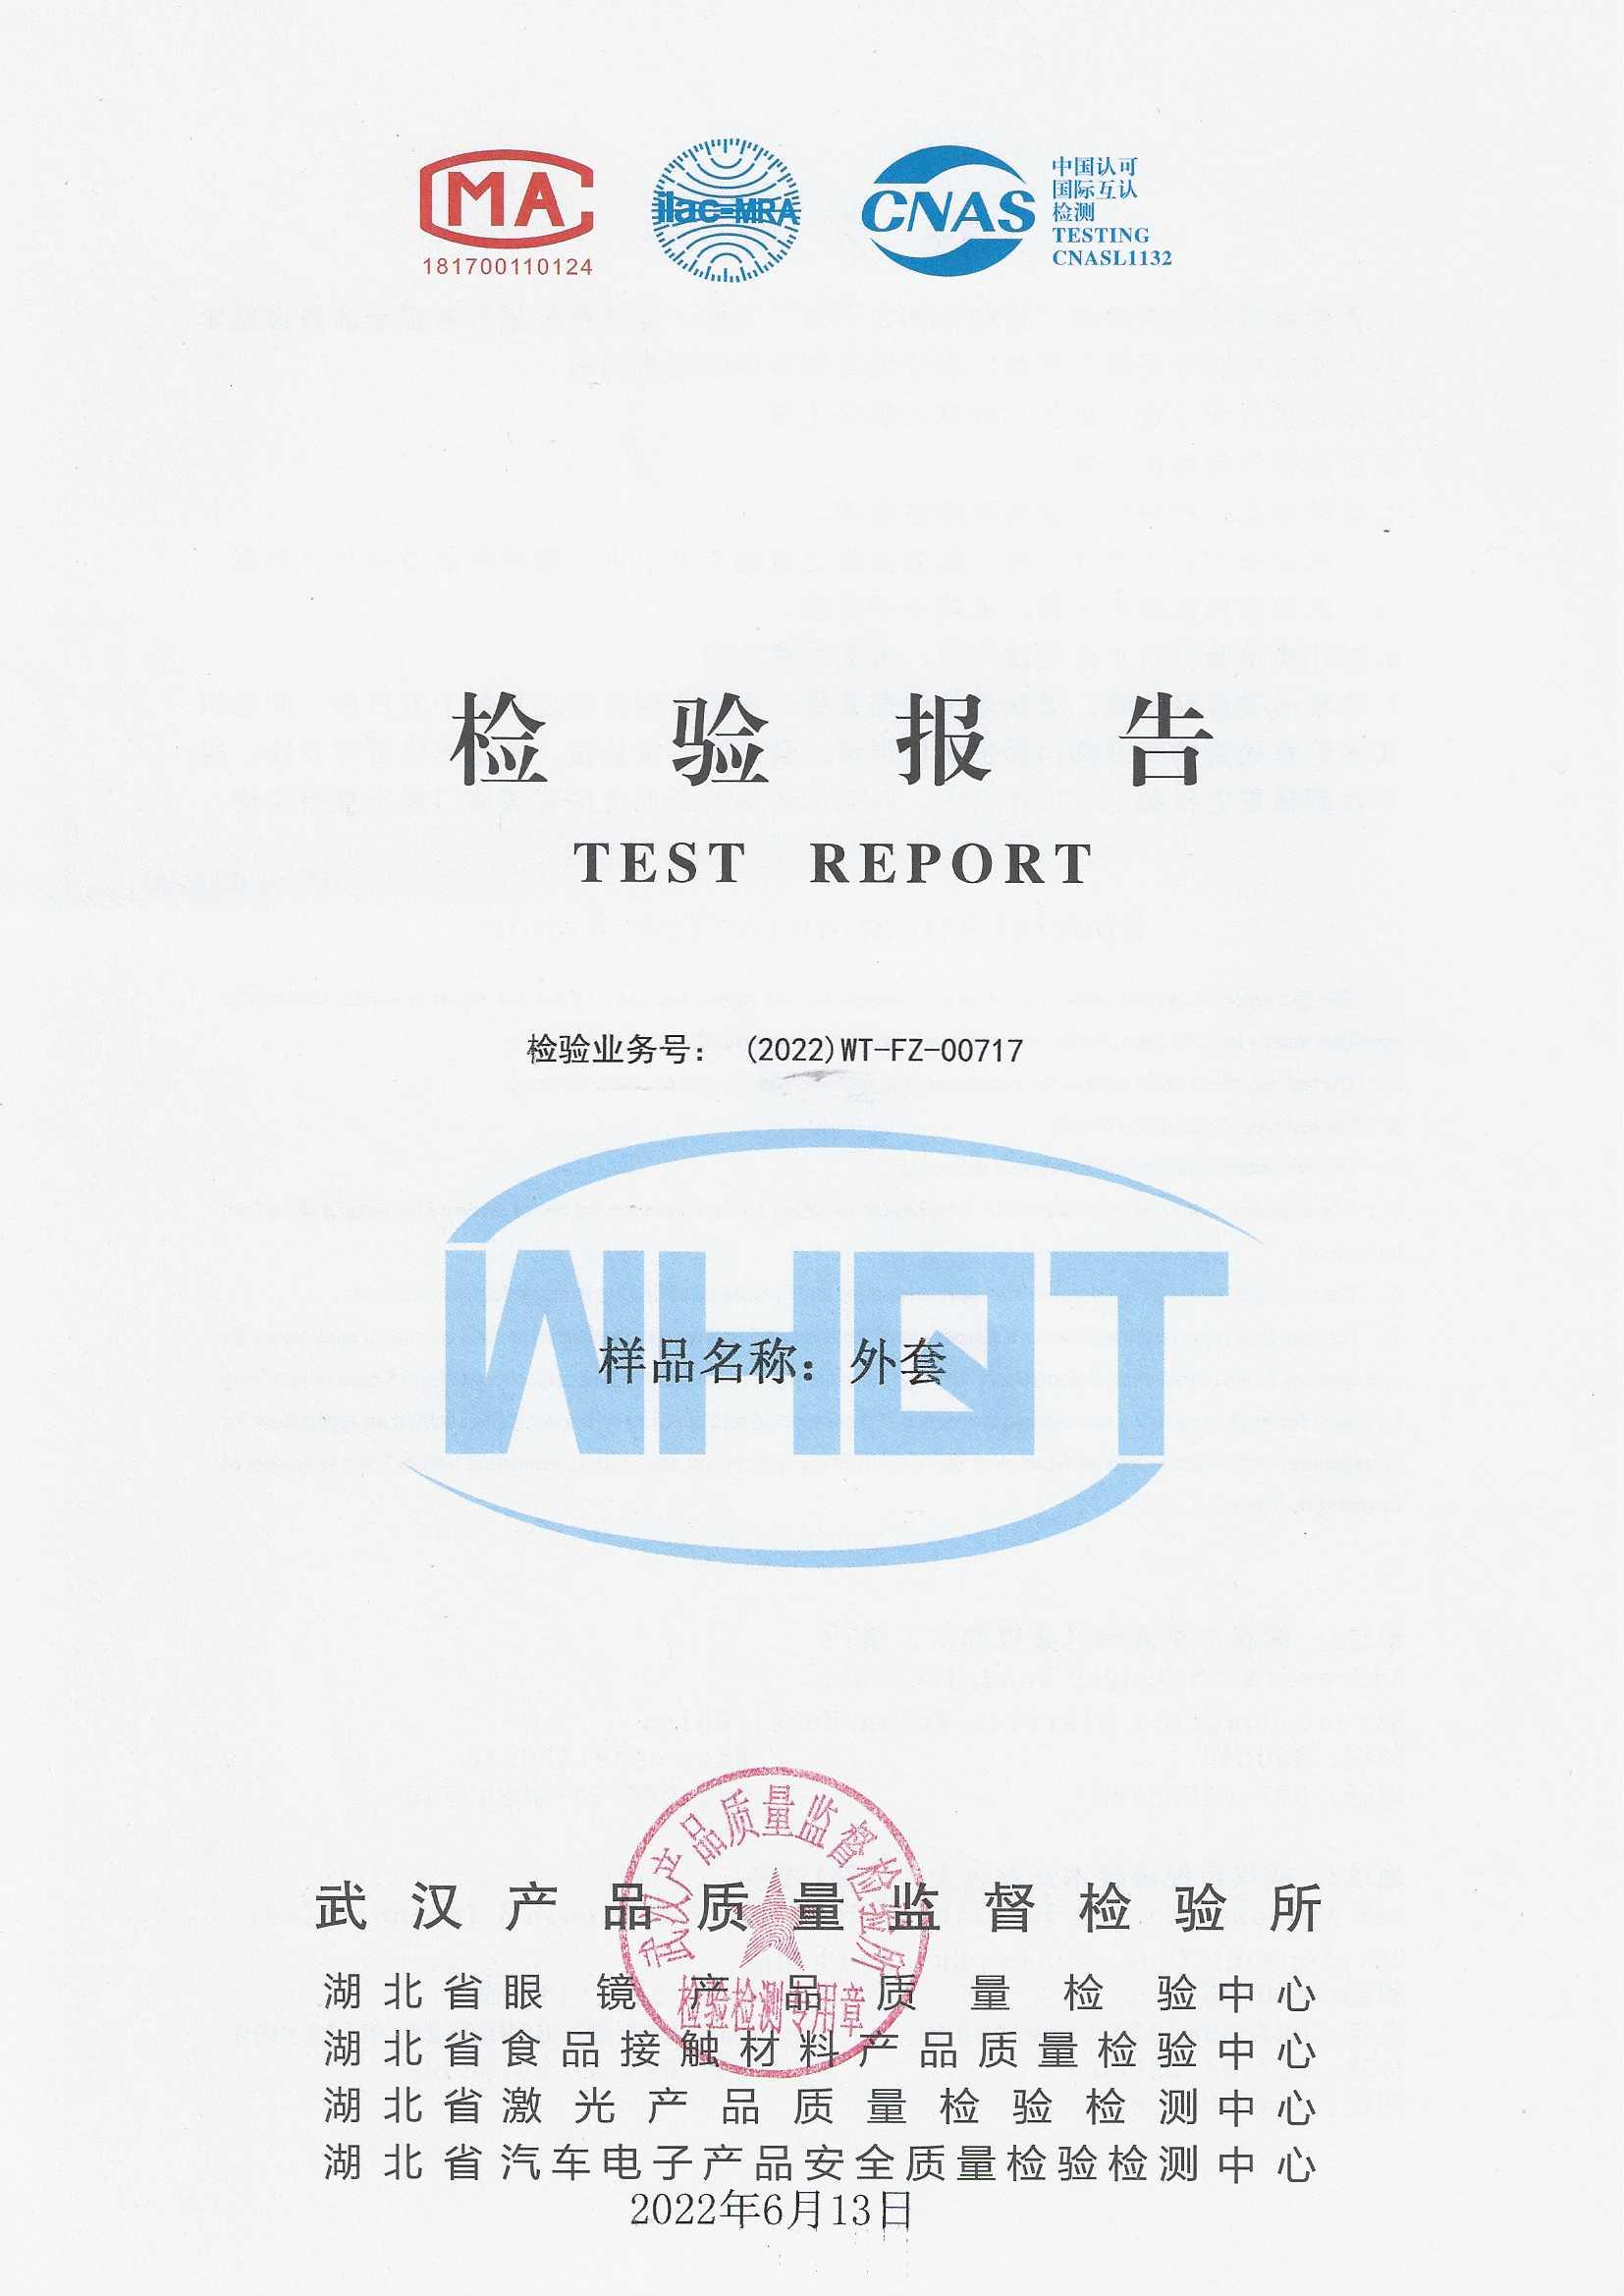 MA
181700110124
ilac-MRA
CNAS
中国认可
国际互认
检测
TESTING
CNASL1132
检验报告
TEST REPORT
检验业务号： (2022)WT-FZ-00717
WHQT
样品名称：外套
武汉产品质量监督检验所
检验检测专用章
武汉产品质量监督检验所
湖北省眼镜产品质量检验中心
湖北省食品接触材料产品质量检验中心
湖北省激光产品质量检验检测中心
湖北省汽车电子产品安全质量检验检测中心
2022年6月13日